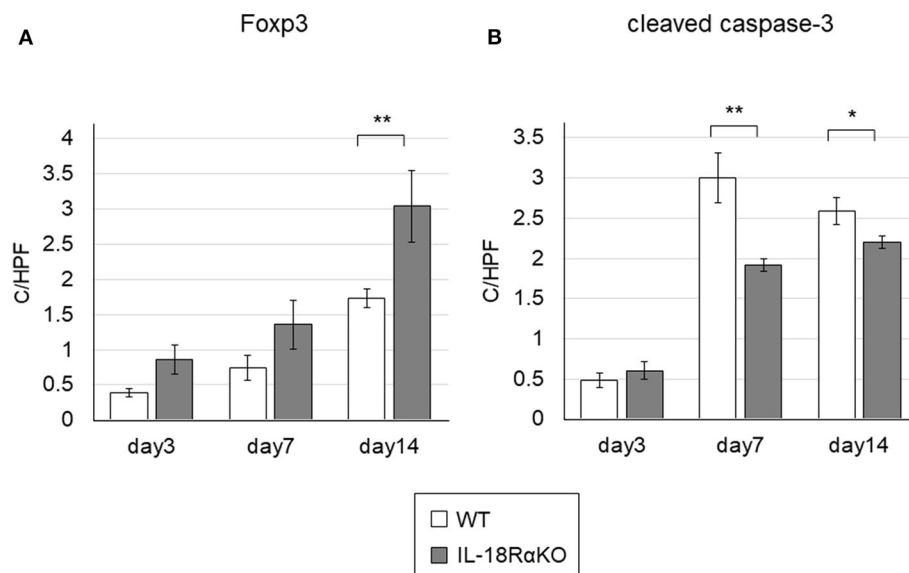 A
Foxp3
C/HPF
4
3.5
3
2.5
2
1.5
1
0.5
0
**
day3
day7
day14
B
cleaved caspase-3
C/HPF
3.5
3
2.5
2
1.5
1
0.5
0
**
*
day3
day7
day14
WT
IL-18RαKO